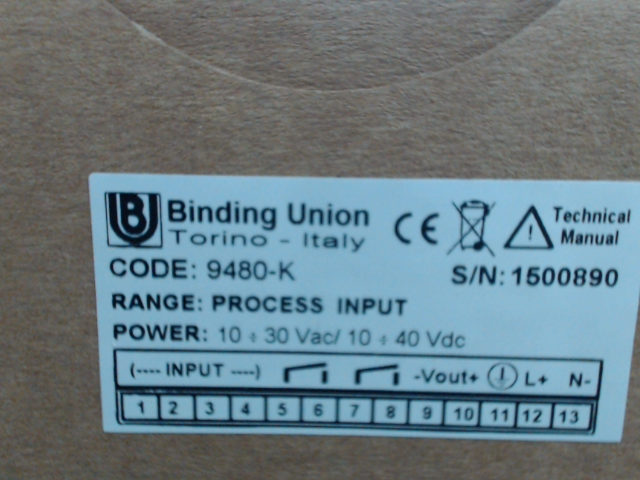 BU Binding Union
Torino - Italy
CE
Technical
Manual
CODE: 9480-K
S/N: 1500890
RANGE: PROCESS INPUT
POWER: 10 ÷ 30 Vac/ 10 ÷ 40 Vdc
(---- INPUT ----) -Vout+ L+ N-
1 2 3 4 5 6 7 8 9 10 11 12 13